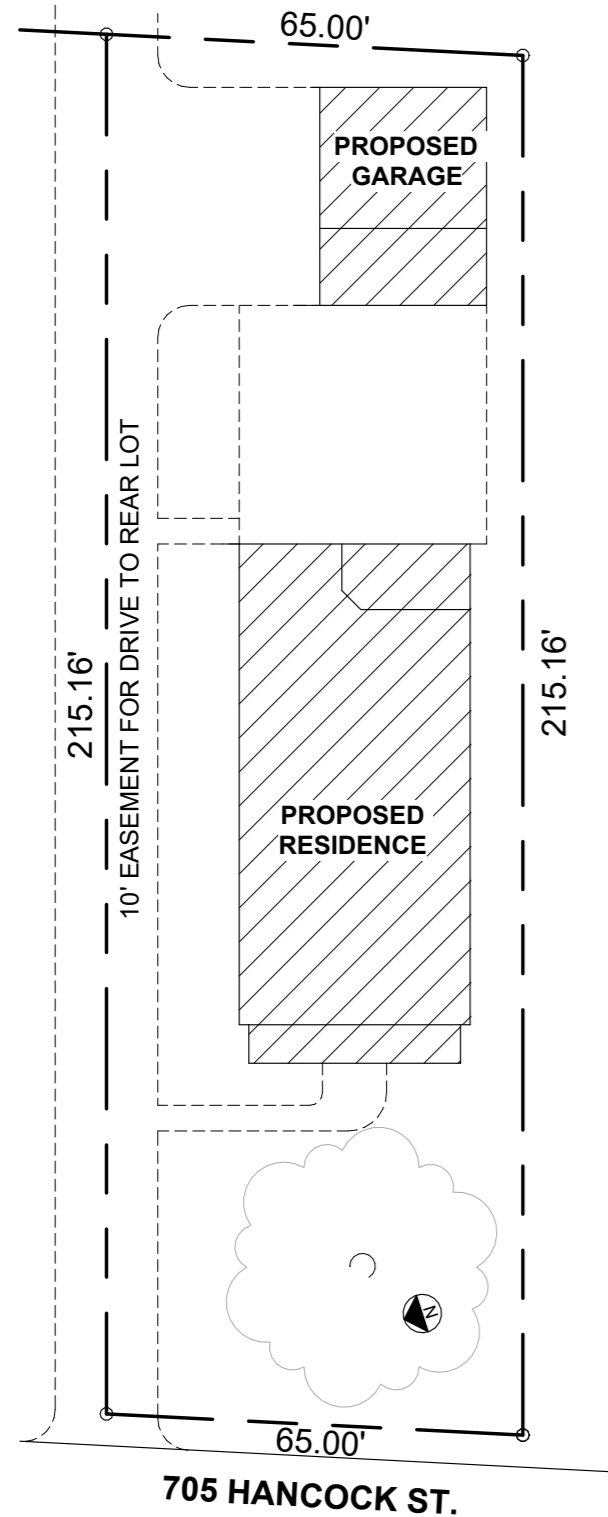 65.00'
PROPOSED
GARAGE
10' EASEMENT FOR DRIVE TO REAR LOT
215.16'
215.16'
PROPOSED
RESIDENCE
N
65.00'
705 HANCOCK ST.